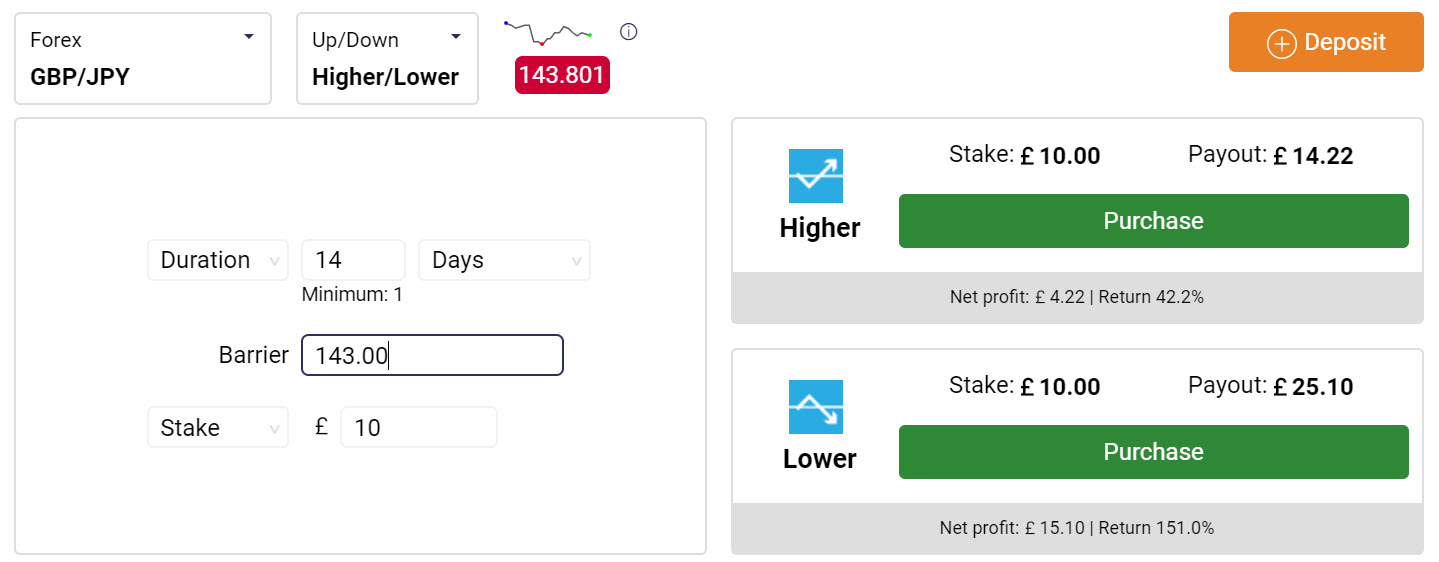 Forex
GBP/JPY
Up/Down
Higher/Lower
143.801
Deposit
Duration
14
Days
Minimum: 1
Barrier
143.00
Stake
£
10
Higher
Stake: £ 10.00
Payout: £ 14.22
Purchase
Net profit: £ 4.22 | Return 42.2%
Lower
Stake: £ 10.00
Payout: £ 25.10
Purchase
Net profit: £ 15.10 | Return 151.0%